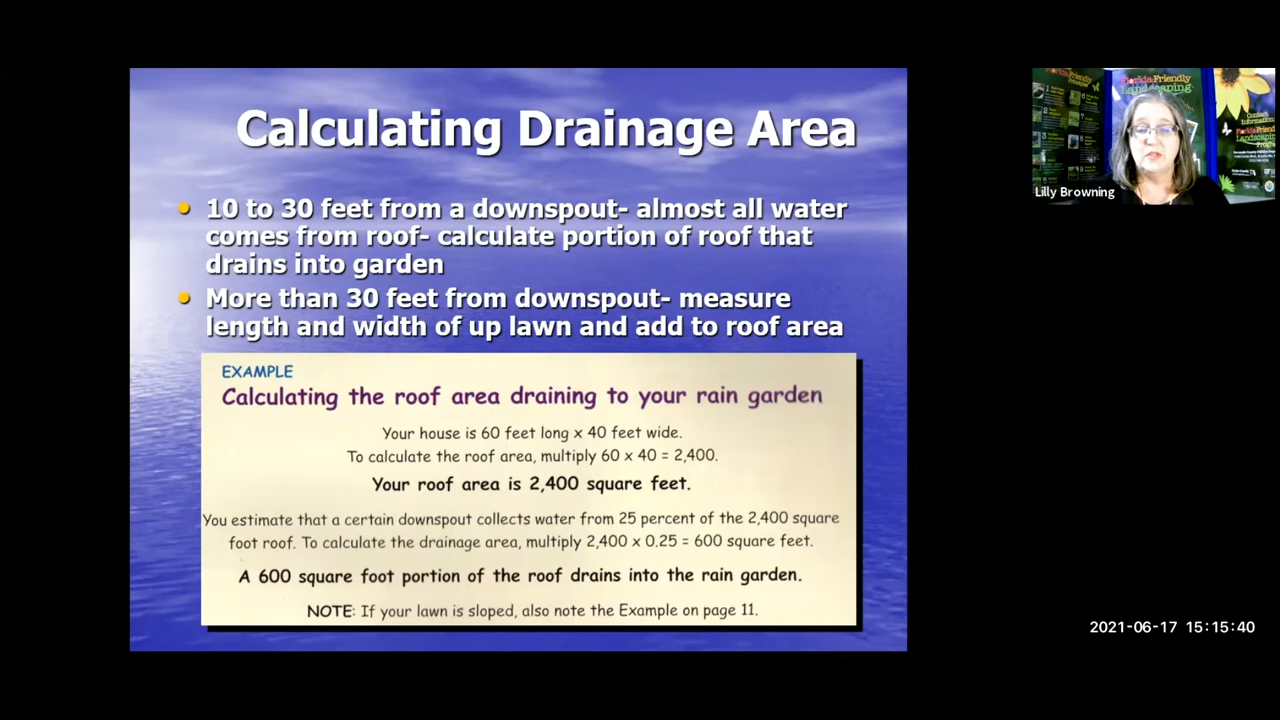 Calculating Drainage Area
10 to 30 feet from a downspout- almost all water
comes from roof- calculate portion of roof that
drains into garden
More than 30 feet from downspout- measure
length and width of up lawn and add to roof area
EXAMPLE
Calculating the roof area draining to your rain garden
Your house is 60 feet long x 40 feet wide.
To calculate the roof area, multiply 60 x 40 = 2,400.
Your roof area is 2,400 square feet.
You estimate that a certain downspout collects water from 25 percent of the 2,400 square
foot roof. To calculate the drainage area, multiply 2,400 x 0.25 = 600 square feet.
A 600 square foot portion of the roof drains into the rain garden.
NOTE: If your lawn is sloped, also note the Example on page 11.
Florida-Friendly
Landscaping
Lilly Browning
2021-06-17 15:15:40